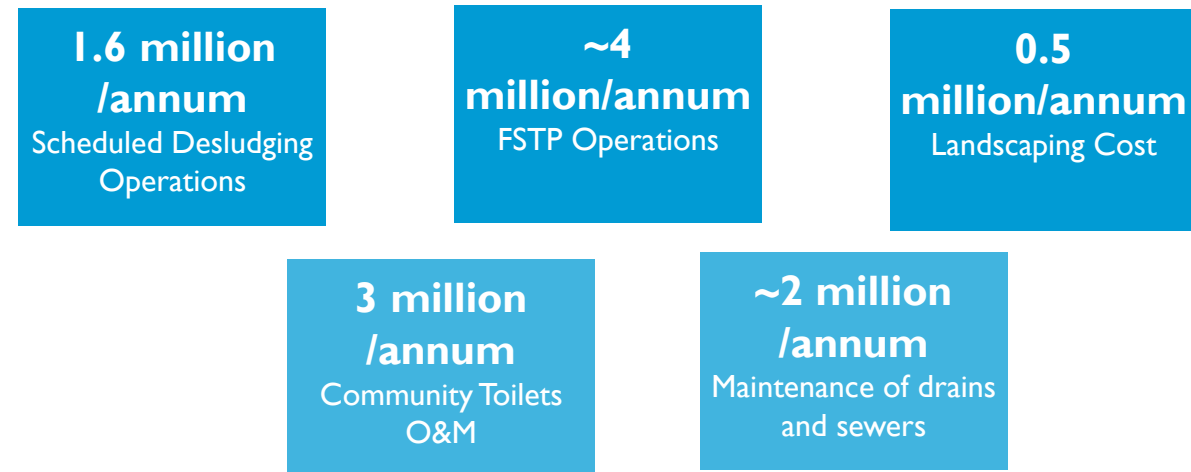 1.6 million
/annum
Scheduled Desludging
Operations
~4
million/annum
FSTP Operations
0.5
million/annum
Landscaping Cost
3 million
/annum
Community Toilets
O&M
~2 million
/annum
Maintenance of drains
and sewers